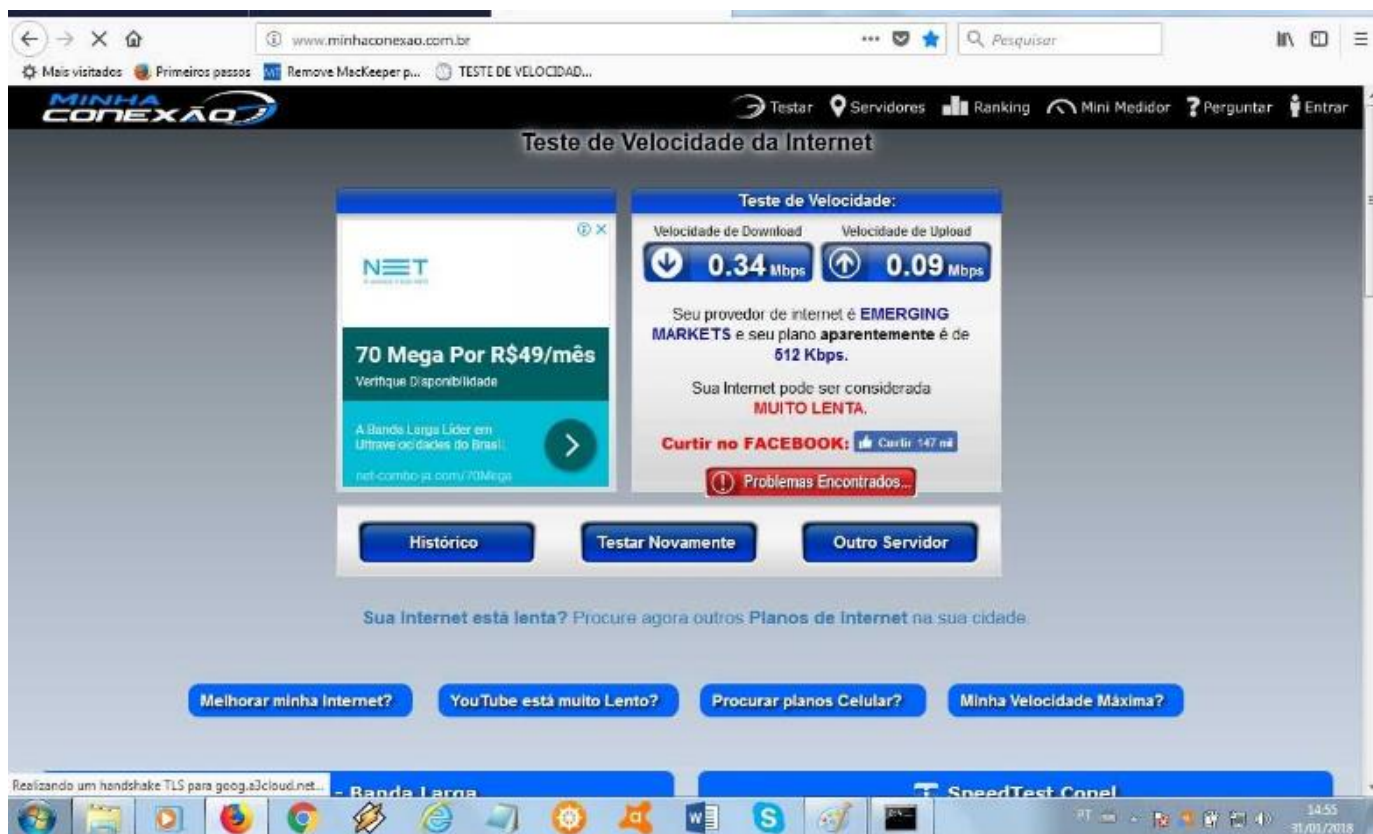 www.minhaconexao.com.br
Pesquisar
Mais visitados
Primeiros passos
Remove MacKeeper p...
TESTE DE VELOCIDAD...
MINHA
CONEXÃO
Testar
Servidores
Ranking
Mini Medidor
Perguntar
Entrar
Teste de Velocidade da Internet
NET
70 Mega Por R$49/mês
Verifique Disponibilidade
A Banda Larga Líder em
Ultravelocidades do Brasil.
net-combo-ja.com/70Mega
Teste de Velocidade:
Velocidade de Download
Velocidade de Upload
0.34 Mbps
0.09 Mbps
Seu provedor de internet é EMERGING
MARKETS e seu plano aparentemente é de
512 Kbps.
Sua Internet pode ser considerada
MUITO LENTA.
Curtir no FACEBOOK:
Curtir 147 mil
Problemas Encontrados...
Histórico
Testar Novamente
Outro Servidor
Sua Internet está lenta? Procure agora outros Planos de Internet na sua cidade.
Melhorar minha Internet?
YouTube está muito Lento?
Procurar planos Celular?
Minha Velocidade Máxima?
Realizando um handshake TLS para goog.a3cloud.net...
- Banda Larga
SpeedTest Copel
PT
14:55
31/01/2018